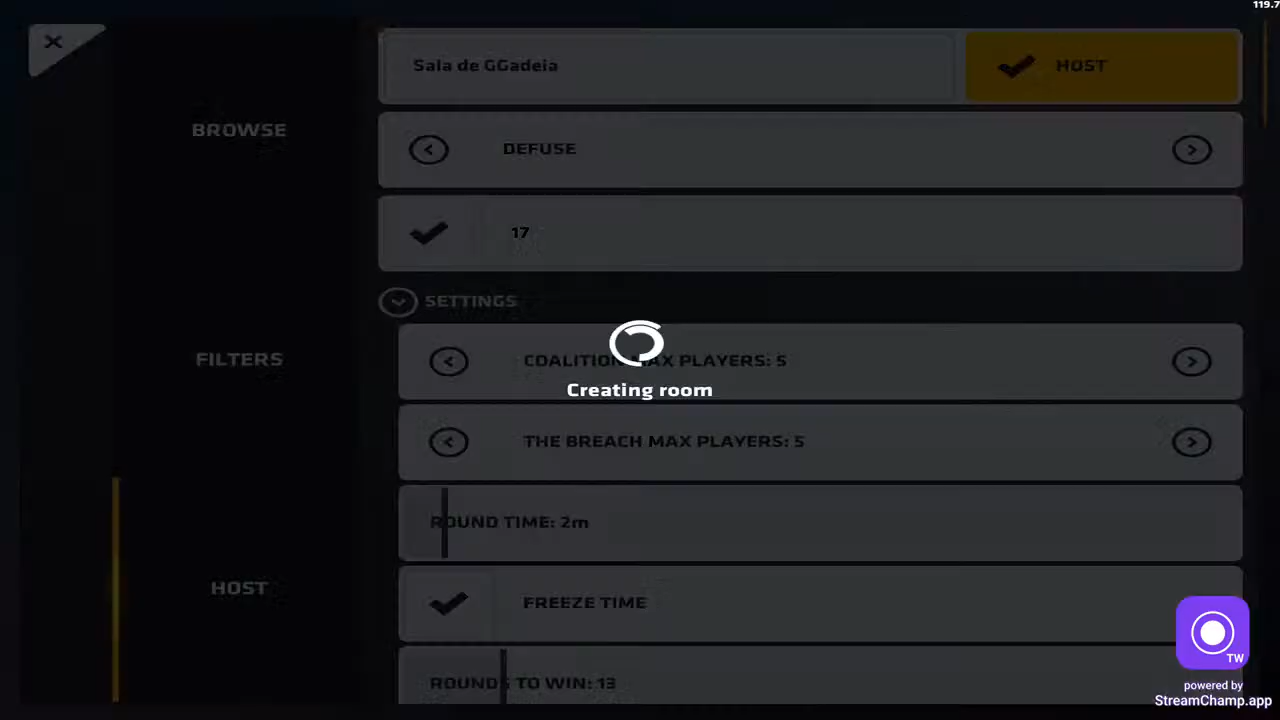 119.7
Sala de GGadeia
HOST
BROWSE
DEFUSE
17
SETTINGS
FILTERS
COALITION MAX PLAYERS: 5
Creating room
THE BREACH MAX PLAYERS: 5
ROUND TIME: 2m
HOST
FREEZE TIME
ROUNDS TO WIN: 13
TW
powered by
StreamChamp.app